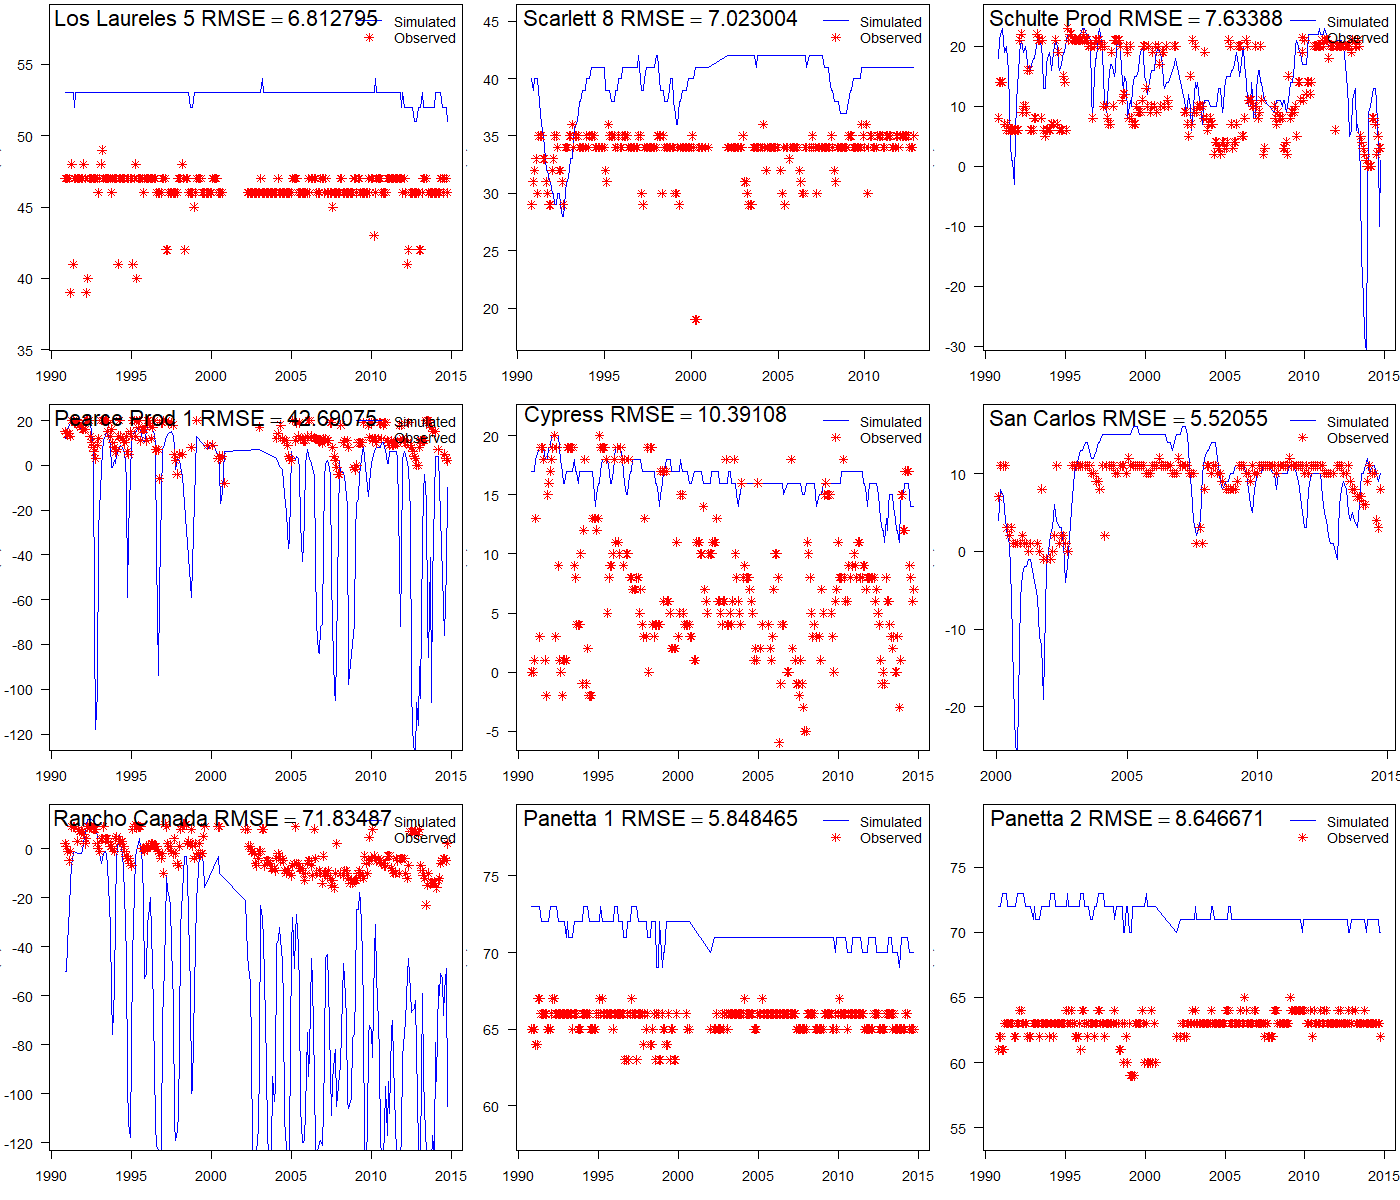 Los Laureles 5 RMSE = 6.812795
Simulated
Observed
55
50
45
40
35
1990 1995 2000 2005 2010 2015
Scarlett 8 RMSE = 7.023004
Simulated
Observed
45
40
35
30
25
20
1990 1995 2000 2005 2010
Schulte Prod RMSE = 7.63388
Simulated
Observed
20
10
0
-10
-20
-30
1990 1995 2000 2005 2010 2015
Pearce Prod 1 RMSE = 42.69075
Simulated
Observed
20
0
-20
-40
-60
-80
-100
-120
1990 1995 2000 2005 2010 2015
Cypress RMSE = 10.39108
Simulated
Observed
20
15
10
5
0
-5
1990 1995 2000 2005 2010 2015
San Carlos RMSE = 5.52055
Simulated
Observed
10
0
-10
-20
2000 2005 2010 2015
Rancho Canada RMSE = 71.83487
Simulated
Observed
0
-20
-40
-60
-80
-100
-120
1990 1995 2000 2005 2010 2015
Panetta 1 RMSE = 5.848465
Simulated
Observed
75
70
65
60
1990 1995 2000 2005 2010 2015
Panetta 2 RMSE = 8.646671
Simulated
Observed
75
70
65
60
55
1990 1995 2000 2005 2010 2015